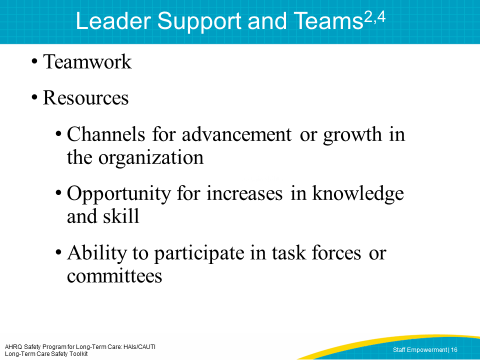 Leader Support and Teams2,4
• Teamwork
• Resources
• Channels for advancement or growth in
the organization
• Opportunity for increases in knowledge
and skill
• Ability to participate in task forces or
committees
AHRQ Safety Program for Long-Term Care: HAIs/CAUTI
Long-Term Care Safety Toolkit
Staff Empowerment| 16